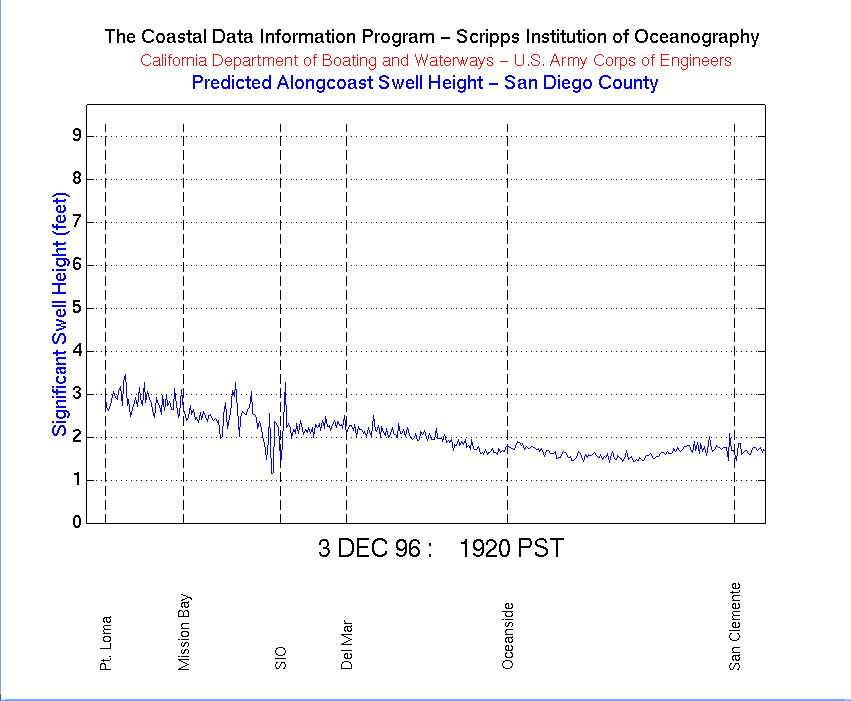 The Coastal Data Information Program – Scripps Institution of Oceanography
California Department of Boating and Waterways – U.S. Army Corps of Engineers
Predicted Alongcoast Swell Height – San Diego County
Significant Swell Height (feet)
9
8
7
6
5
4
3
2
1
0
3 DEC 96 : 1920 PST
Pt. Loma
Mission Bay
SIO
Del Mar
Oceanside
San Clemente